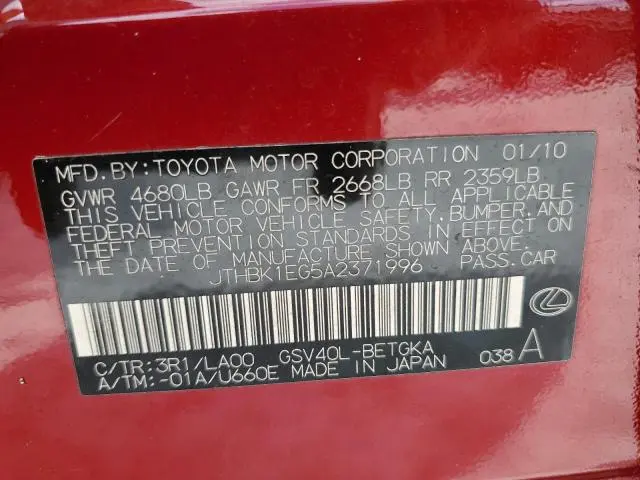 MFD. BY: TOYOTA MOTOR CORPORATION 01/10
GVWR 4680LB GAWR FR 2668LB RR 2359LB
THIS VEHICLE CONFORMS TO ALL APPLICABLE
FEDERAL MOTOR VEHICLE SAFETY, BUMPER, AND
THEFT PREVENTION STANDARDS IN EFFECT ON
THE DATE OF MANUFACTURE SHOWN ABOVE.
JTHBK1EG5A2371996 PASS. CAR
C/TR: 3R1/LA00 GSV40L-BETGKA
A/TM: -01A/U660E MADE IN JAPAN 038 A